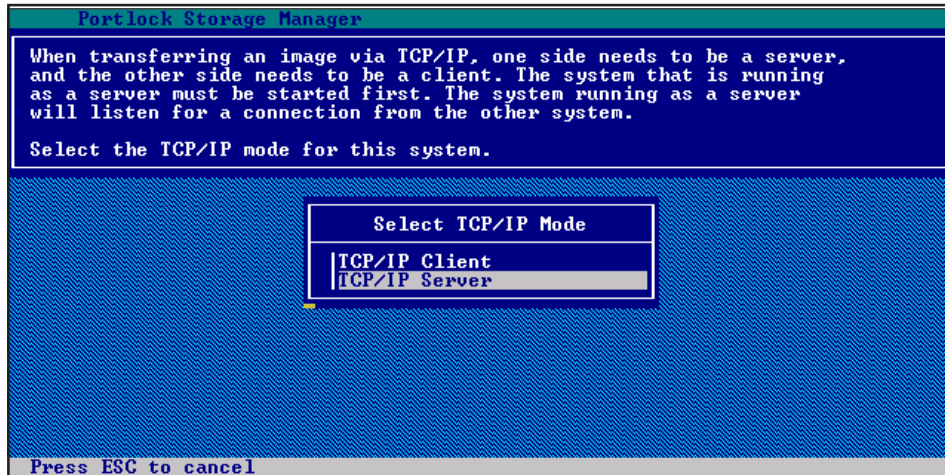 Portlock Storage Manager
When transferring an image via TCP/IP, one side needs to be a server,
and the other side needs to be a client. The system that is running
as a server must be started first. The system running as a server
will listen for a connection from the other system.
Select the TCP/IP mode for this system.
Select TCP/IP Mode
TCP/IP Client
TCP/IP Server
Press ESC to cancel